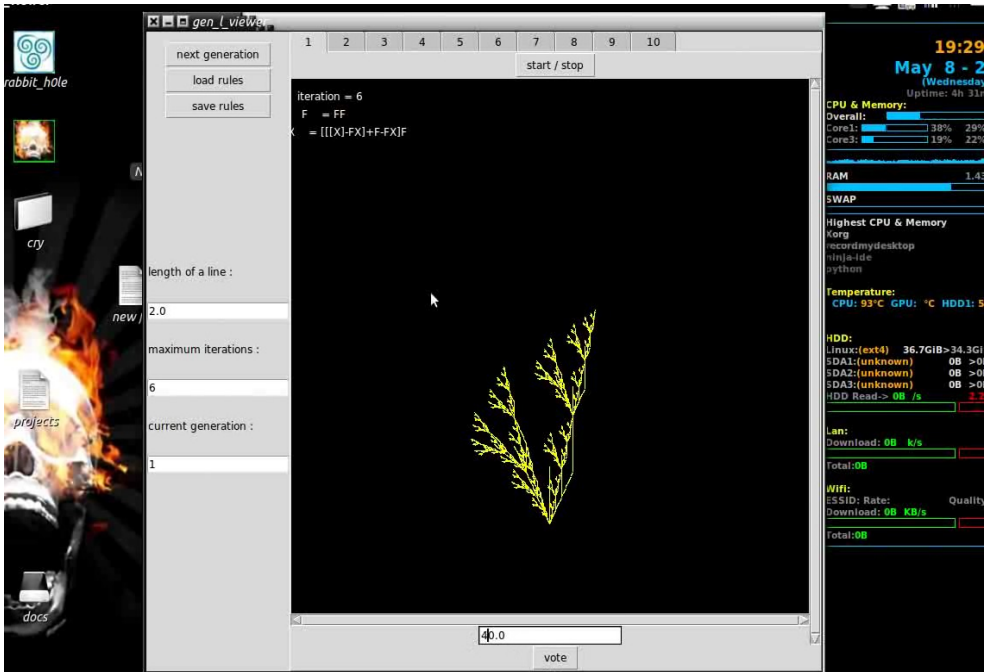 gen_l_viewer
next generation
load rules
save rules
1 2 3 4 5 6 7 8 9 10
start / stop
iteration = 6
F = FF
X = [[[X]-FX]+F-FX]F
length of a line :
2.0
maximum iterations :
6
current generation :
1
40.0
vote
rabbit_h0le
cry
new
projects
docs
19:29
May 8 - 2
(Wednesday
Uptime: 4h 31
CPU & Memory:
Overall:
Core1: 38% 29%
Core3: 19% 22%
RAM 1.43
SWAP
Highest CPU & Memory
Xorg
recordmydesktop
ninja-ide
python
Temperature:
CPU: 93°C GPU: °C HDD1: 5
HDD:
Linux:(ext4) 36.7GiB>34.3Gi
SDA1:(unknown) 0B >0
SDA2:(unknown) 0B >0
SDA3:(unknown) 0B >0
HDD Read-> 0B /s 2.2
Lan:
Download: 0B k/s
Total:0B
Wifi:
ESSID: Rate: Quality
Download: 0B KB/s
Total:0B